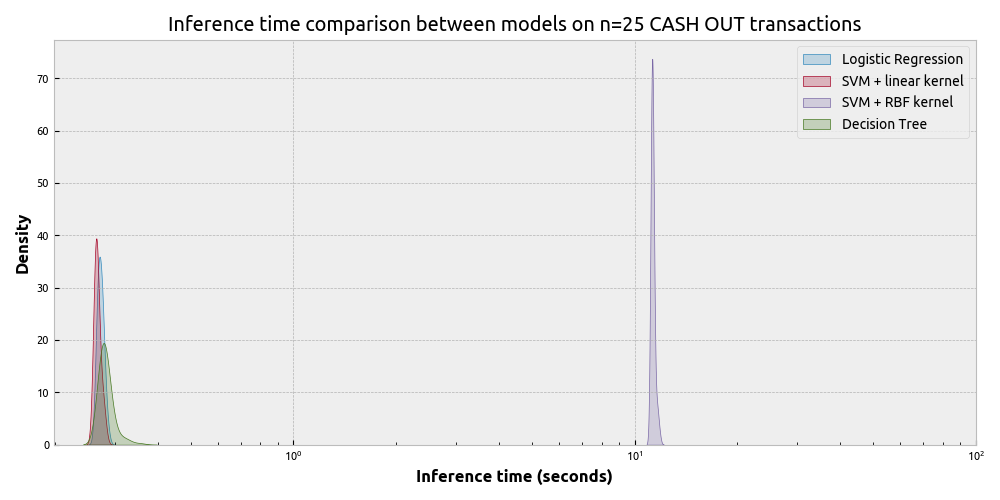 Inference time comparison between models on n=25 CASH OUT transactions
Logistic Regression
SVM + linear kernel
SVM + RBF kernel
Decision Tree
Density
70
60
50
40
30
20
10
0
10⁰
10¹
10²
Inference time (seconds)